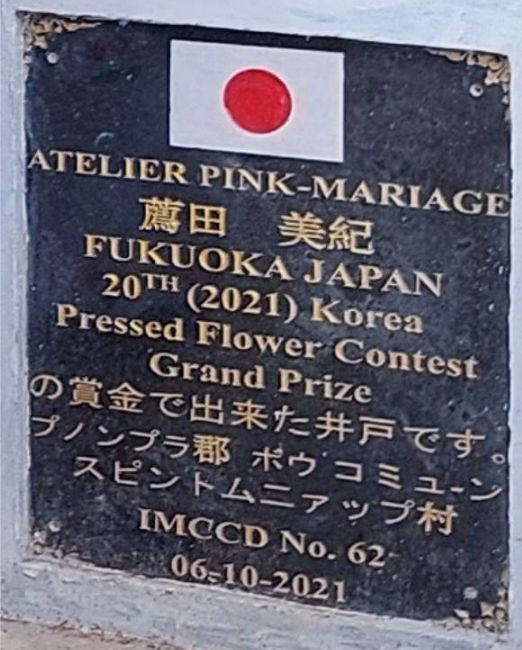 ATELIER PINK-MARIAGE
薦田 美紀
FUKUOKA JAPAN
20TH (2021) Korea
Pressed Flower Contest
Grand Prize
の賞金で出来た井戸です。
プノンプラ郡 ポウ コミューン
スピントムニァップ村
IMCCD No. 62
06-10-2021